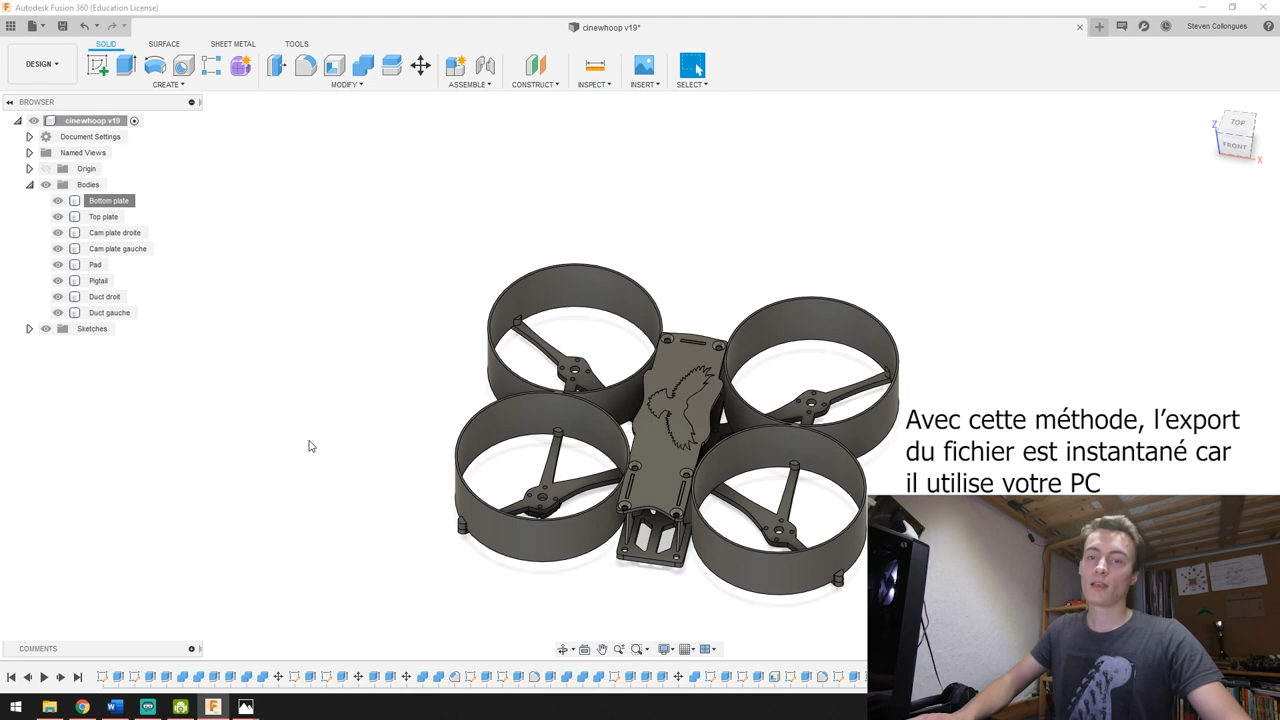 Autodesk Fusion 360 (Education License)
cinewhoop v19*
Steven Collongues
DESIGN
SOLID
SURFACE
SHEET METAL
TOOLS
CREATE
MODIFY
ASSEMBLE
CONSTRUCT
INSPECT
INSERT
SELECT
BROWSER
cinewhoop v19
Document Settings
Named Views
Origin
Bodies
Bottom plate
Top plate
Cam plate droite
Cam plate gauche
Pad
Pigtail
Duct droit
Duct gauche
Sketches
TOP
FRONT
Z
X
Avec cette méthode, l'export
du fichier est instantané car
il utilise votre PC
COMMENTS